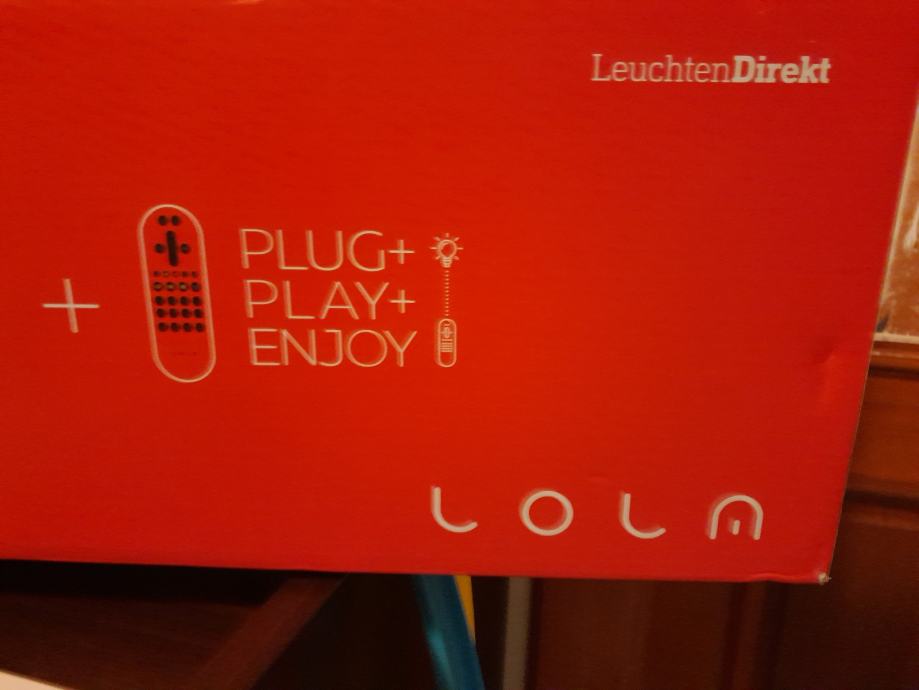 LeuchtenDirekt
+
PLUG+
PLAY+
ENJOY
LOLA